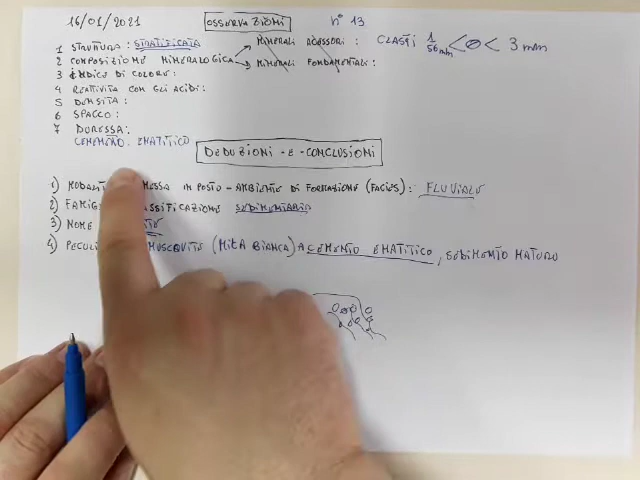 16/01/2021 OSSERVAZIONI n° 13
1 STRUTTURA: STRATIFICATA MINERALI ACCESSORI: CLASTI 1/56mm < Ø < 3 mm
2 COMPOSIZIONE MINERALOGICA MINERALI FONDAMENTALI:
3 INDICE DI COLORE:
4 REATTIVITÀ CON GLI ACIDI:
5 DENSITÀ:
6 SPACCO:
7 DUREZZA:
CEMENTO: EMATITICO
DEDUZIONI - E - CONCLUSIONI
1) MESSA IN POSTO - AMBIENTE DI FORMAZIONE (FACIES): FLUVIALE
2) SEDIMENTARIA
3) NOME
4) (MICA BIANCA) A CEMENTO EMATITICO, SEDIMENTO MATURO